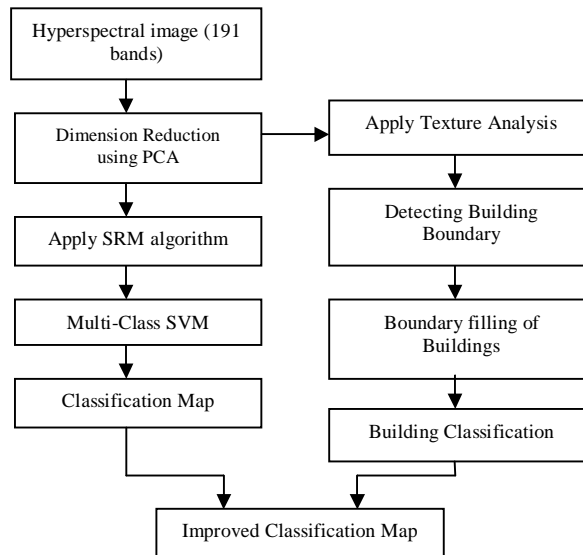 Hyperspectral image (191
bands)
Dimension Reduction
using PCA
Apply SRM algorithm
Multi-Class SVM
Classification Map
Apply Texture Analysis
Detecting Building
Boundary
Boundary filling of
Buildings
Building Classification
Improved Classification Map